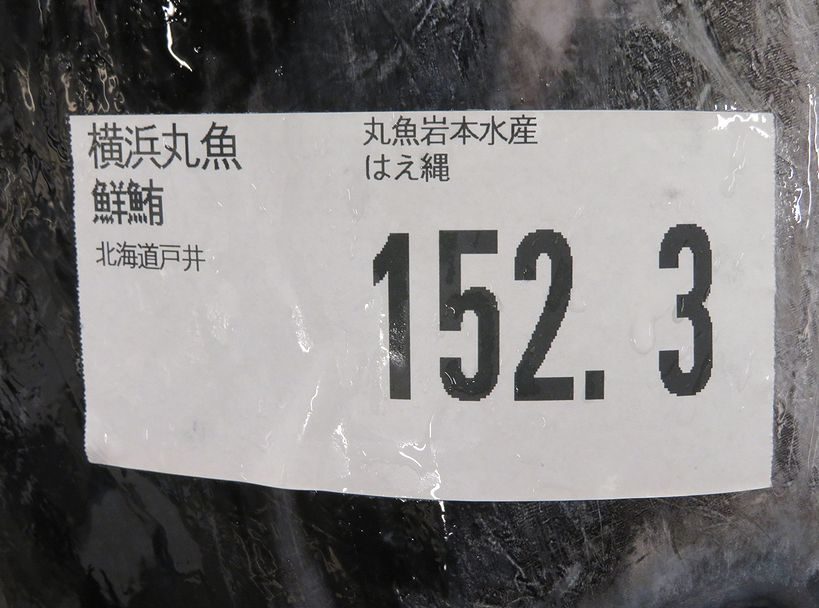 横浜丸魚
鮮鮪
北海道戸井
丸魚岩本水産
はえ縄
152.3